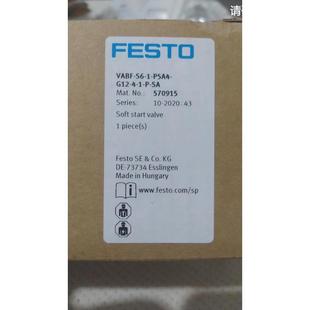 请
FESTO
VABF-S6-1-P5A4-
G12-4-1-P-SA
Mat. No.: 570915
Series: 10-2020 43
Soft start valve
1 piece(s)
Festo SE & Co. KG
DE-73734 Esslingen
Made in Hungary
www.festo.com/sp